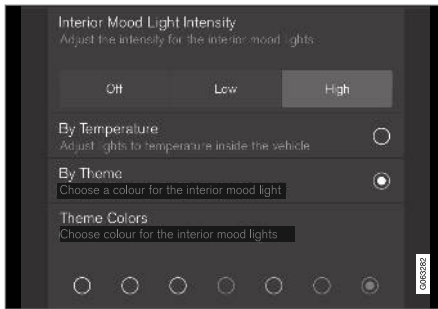 Interior Mood Light Intensity
Adjust the intensity for the interior mood lights
Off Low High
By Temperature
Adjust lights to temperature inside the vehicle
By Theme
Choose a colour for the interior mood light
Theme Colors
Choose colour for the interior mood lights
G063282